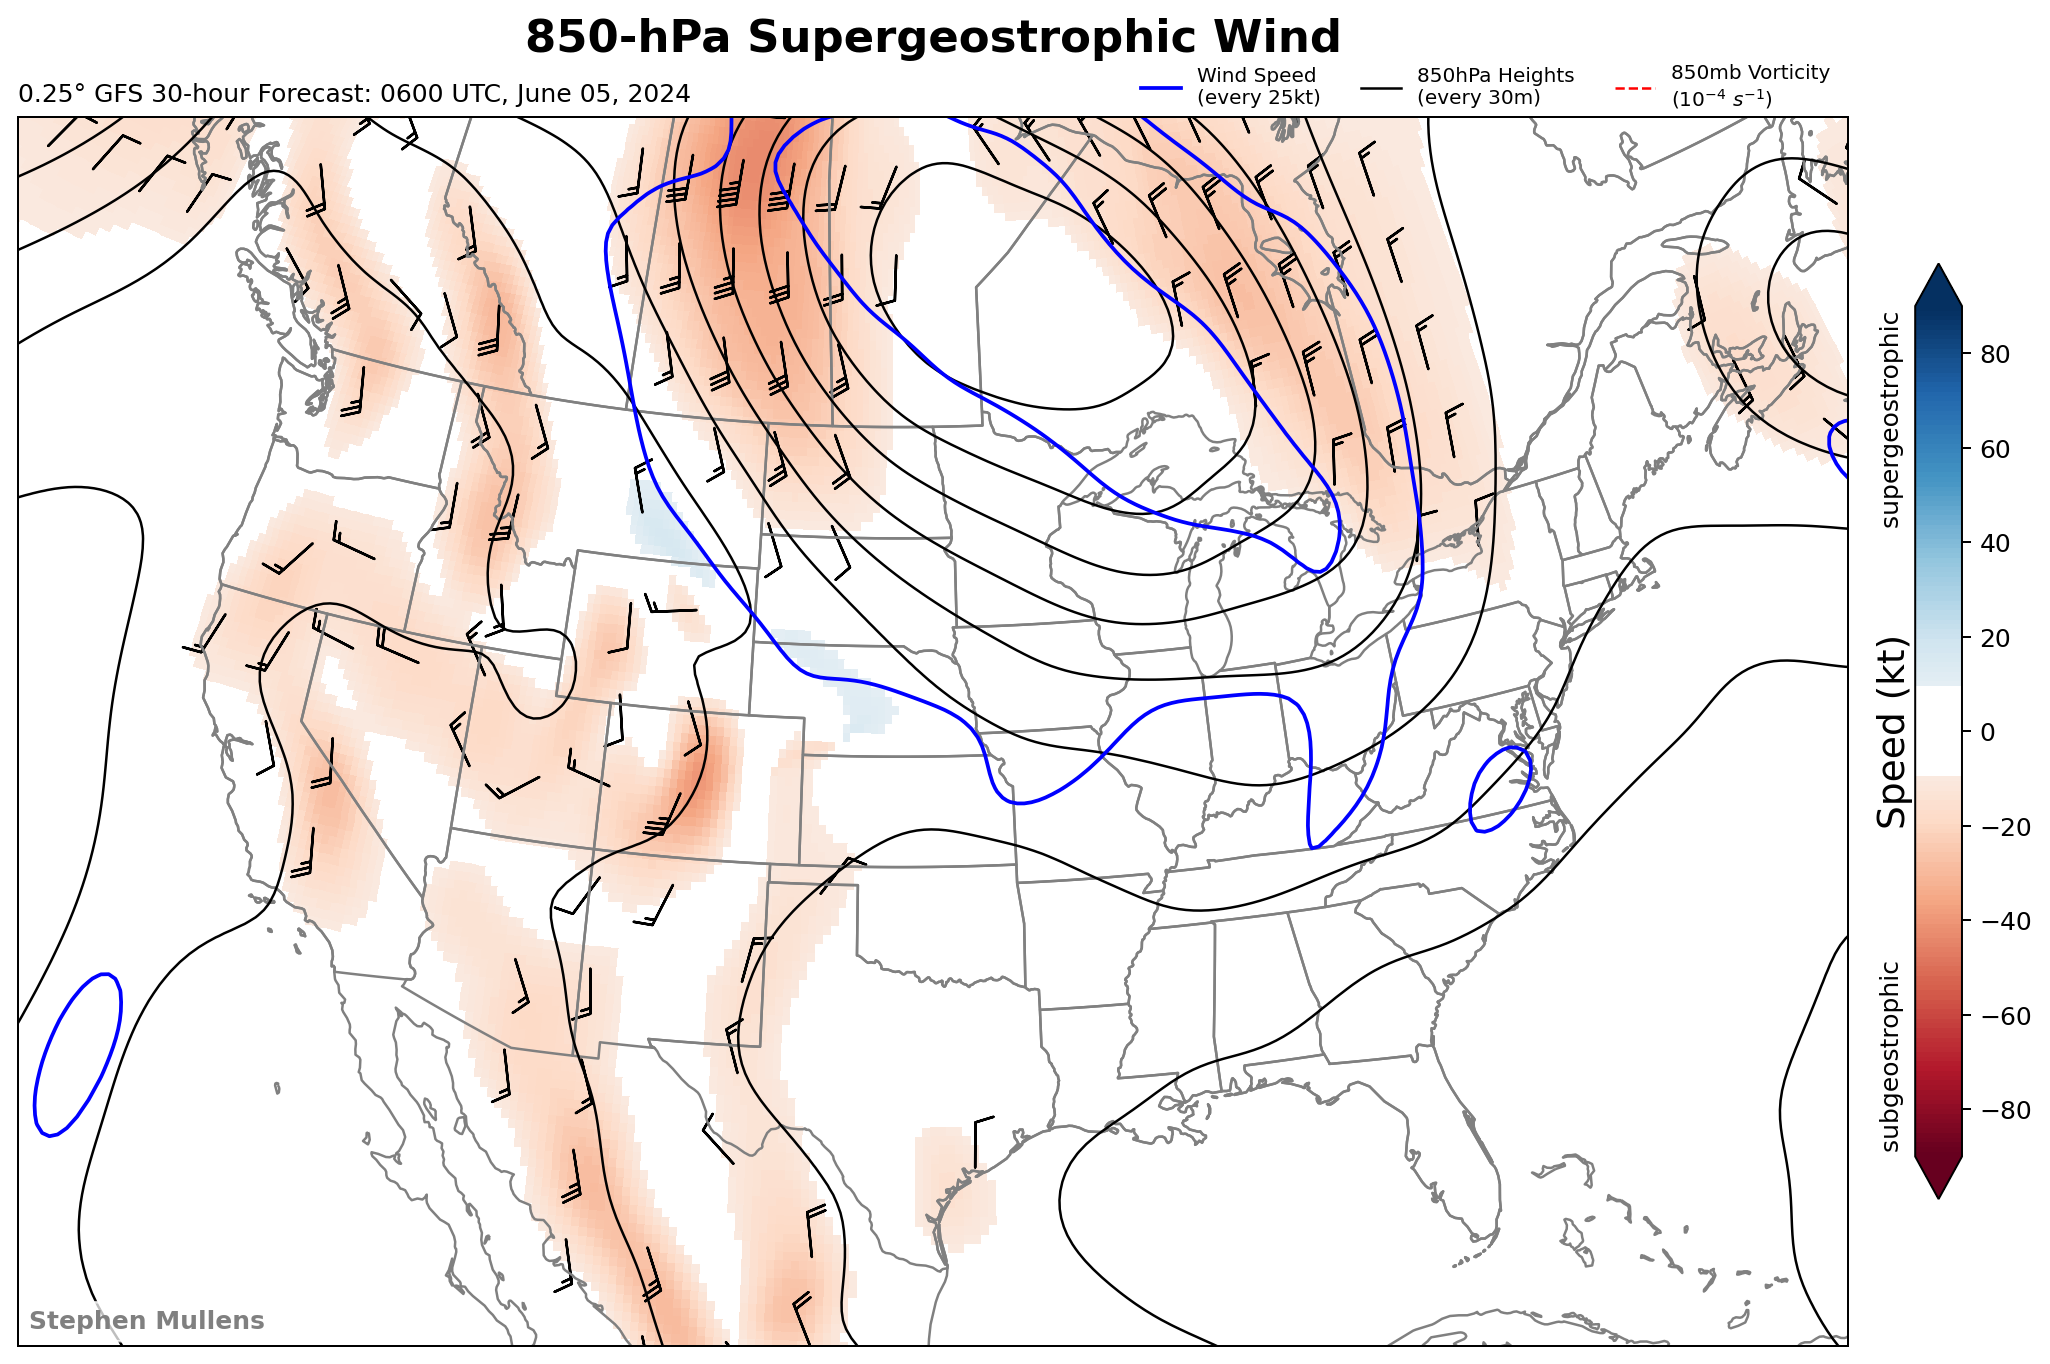 850-hPa Supergeostrophic Wind
0.25° GFS 30-hour Forecast: 0600 UTC, June 05, 2024
Wind Speed
(every 25kt)
850hPa Heights
(every 30m)
850mb Vorticity
(10⁻⁴ s⁻¹)
supergeostrophic
Speed (kt)
subgeostrophic
80
60
40
20
0
−20
−40
−60
−80
Stephen Mullens